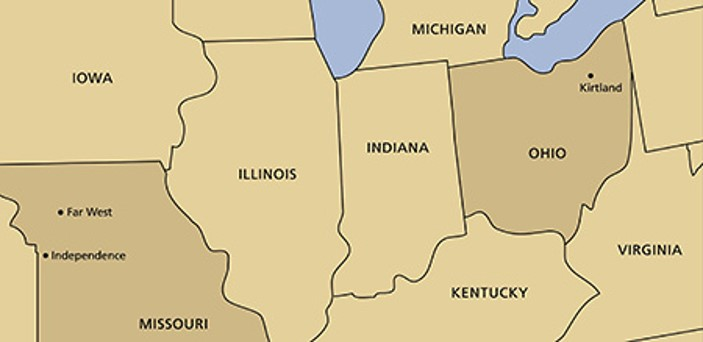 MICHIGAN
IOWA
Kirtland
INDIANA
OHIO
ILLINOIS
Far West
VIRGINIA
Independence
KENTUCKY
MISSOURI